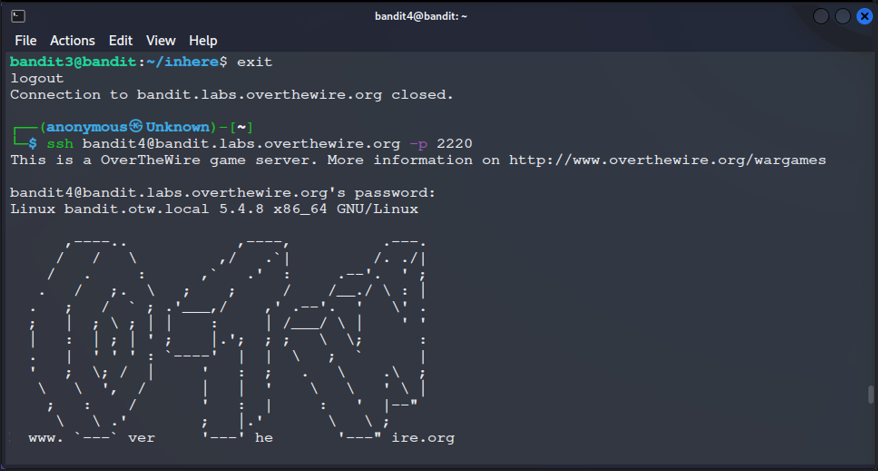 bandit4@bandit: ~
File Actions Edit View Help
bandit3@bandit:~/inhere$ exit
logout
Connection to bandit.labs.overthewire.org closed.
┌──(anonymous㉿Unknown)-[~]
└─$ ssh bandit4@bandit.labs.overthewire.org -p 2220
This is a OverTheWire game server. More information on http://www.overthewire.org/wargames
bandit4@bandit.labs.overthewire.org's password:
Linux bandit.otw.local 5.4.8 x86_64 GNU/Linux
www. `---` ver '---' he '---" ire.org